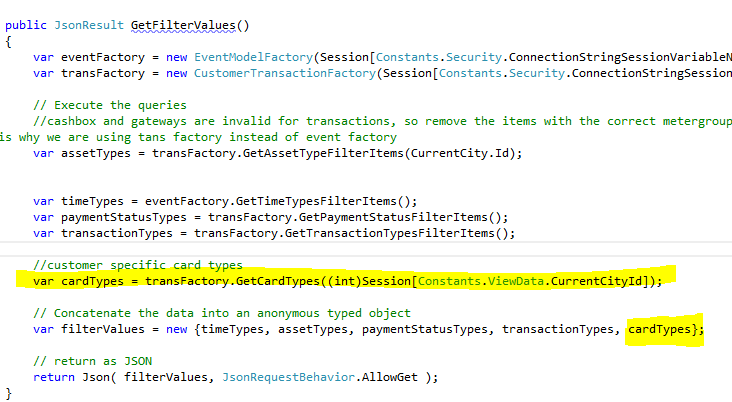 public JsonResult GetFilterValues()
{
var eventFactory = new EventModelFactory(Session[Constants.Security.ConnectionStringSessionVariableN
var transFactory = new CustomerTransactionFactory(Session[Constants.Security.ConnectionStringSession
// Execute the queries
//cashbox and gateways are invalid for transactions, so remove the items with the correct metergroup
is why we are using tans factory instead of event factory
var assetTypes = transFactory.GetAssetTypeFilterItems(CurrentCity.Id);
var timeTypes = eventFactory.GetTimeTypesFilterItems();
var paymentStatusTypes = transFactory.GetPaymentStatusFilterItems();
var transactionTypes = transFactory.GetTransactionTypesFilterItems();
//customer specific card types
var cardTypes = transFactory.GetCardTypes((int)Session[Constants.ViewData.CurrentCityId]);
// Concatenate the data into an anonymous typed object
var filterValues = new {timeTypes, assetTypes, paymentStatusTypes, transactionTypes, cardTypes};
// return as JSON
return Json( filterValues, JsonRequestBehavior.AllowGet );
}